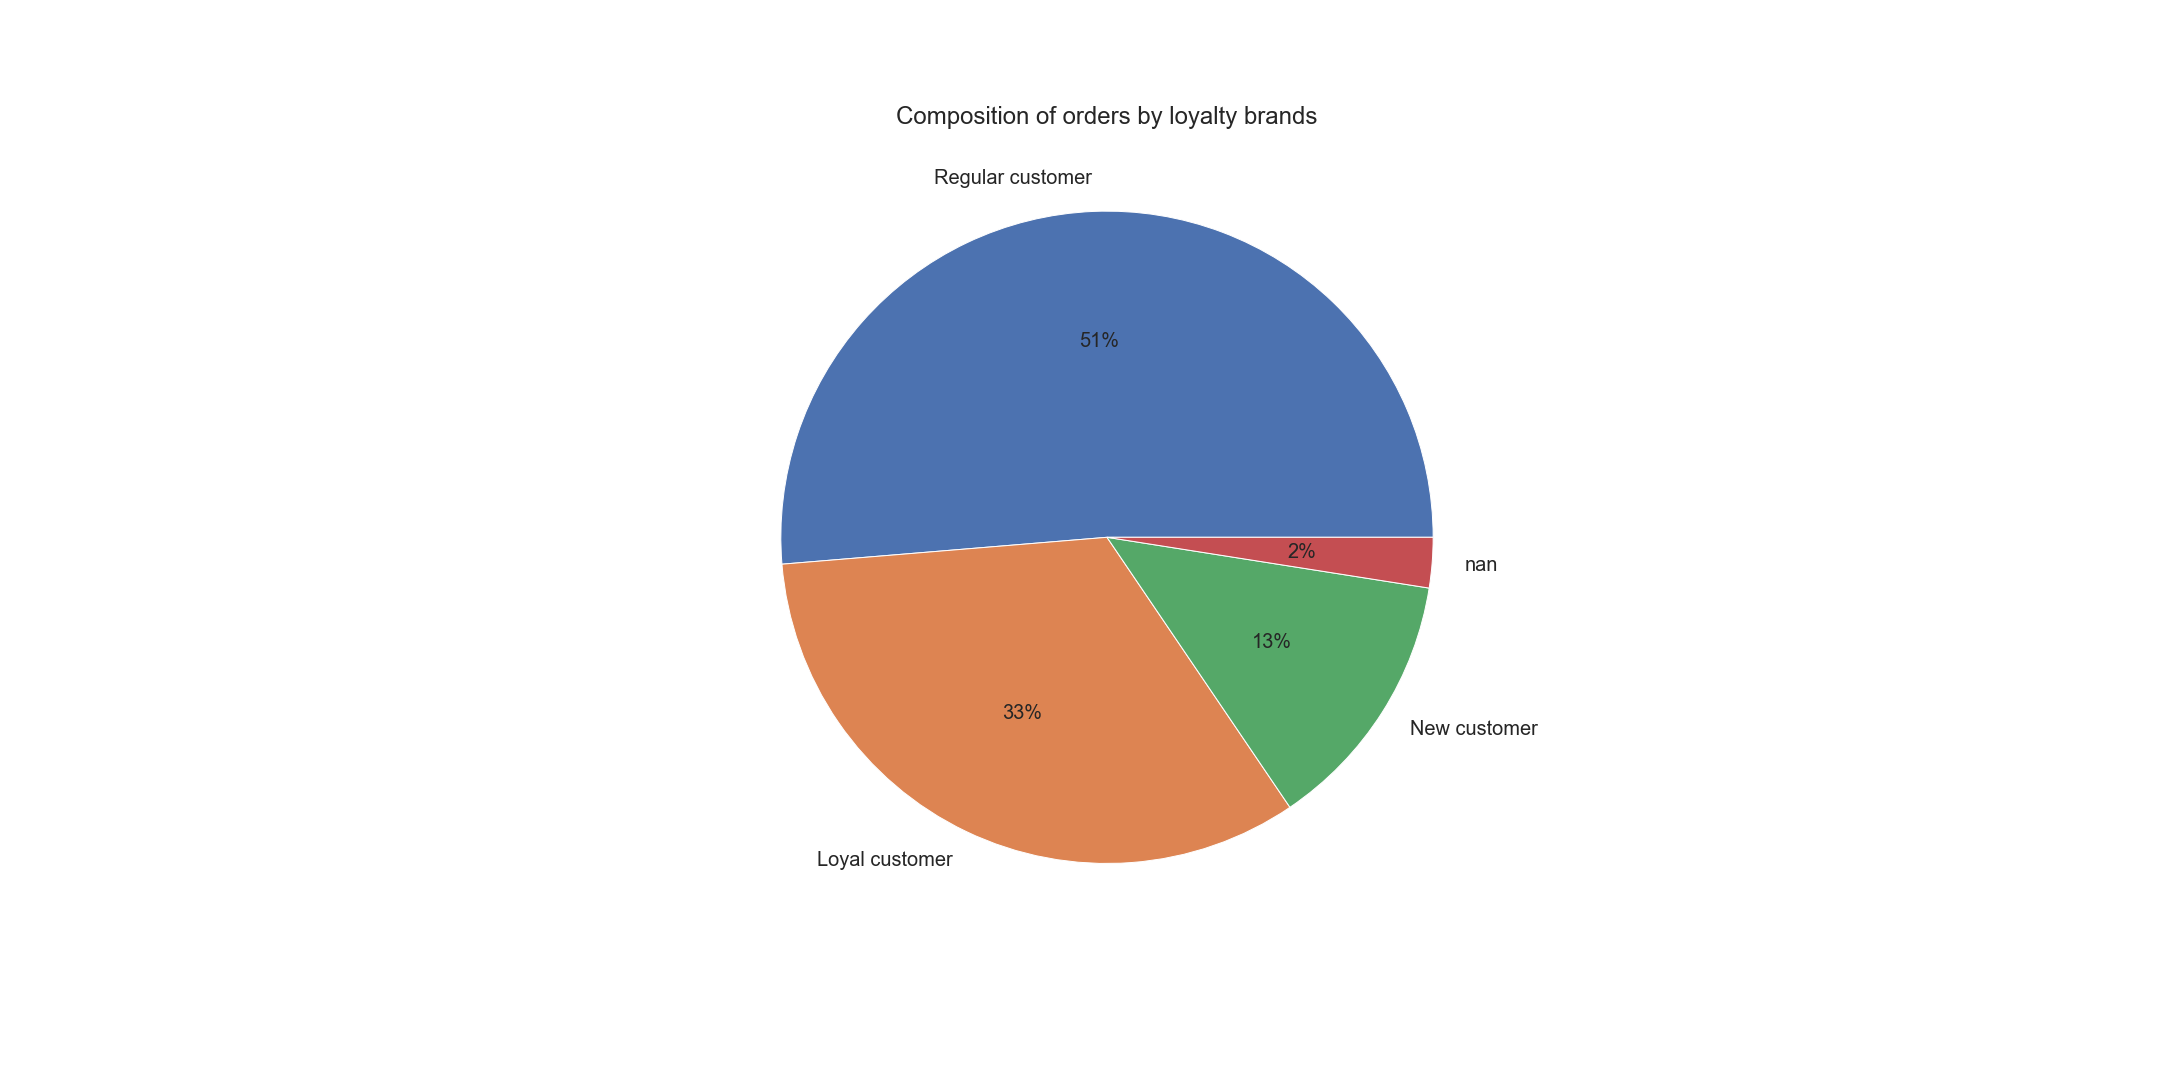 Composition of orders by loyalty brands
Regular customer
51%
2%
nan
13%
33%
New customer
Loyal customer